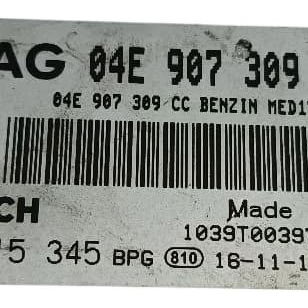 AG 04E 907 309
04E 907 309 CC BENZIN MED1
CH Made
1039T0039
5 345 BPG 810 16-11-1